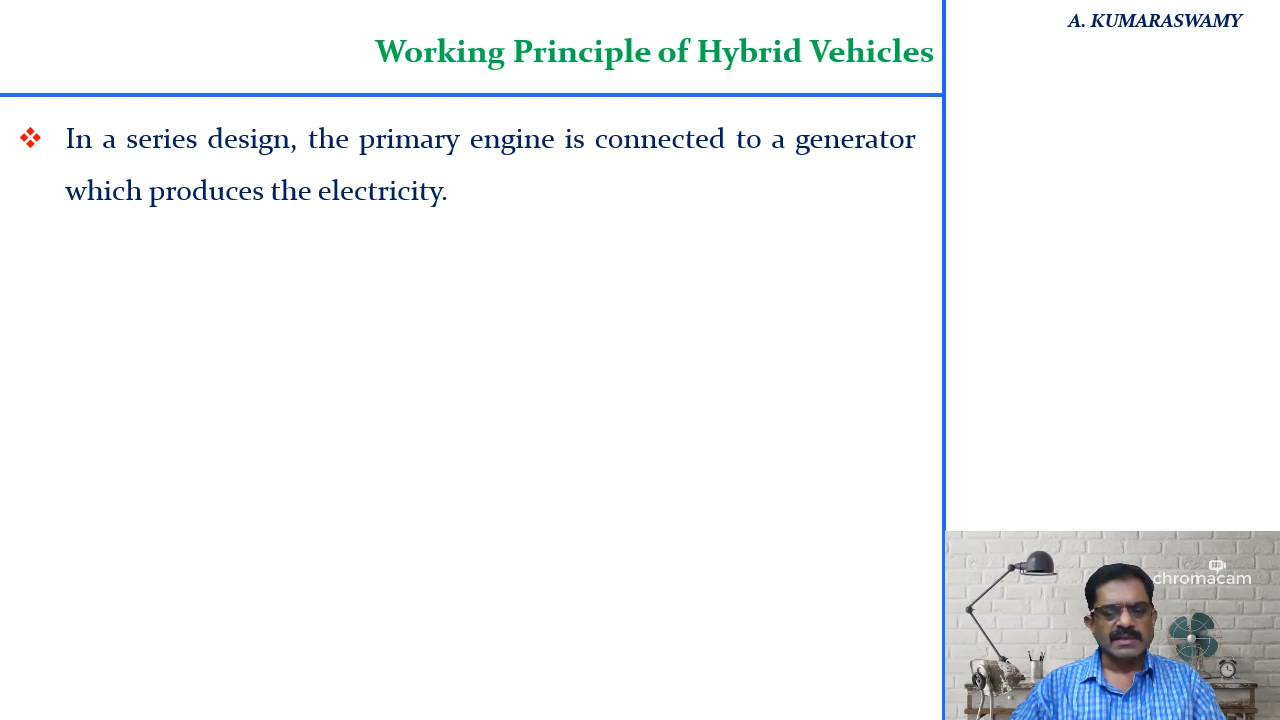 A. KUMARASWAMY
Working Principle of Hybrid Vehicles
In a series design, the primary engine is connected to a generator
which produces the electricity.
chromacam